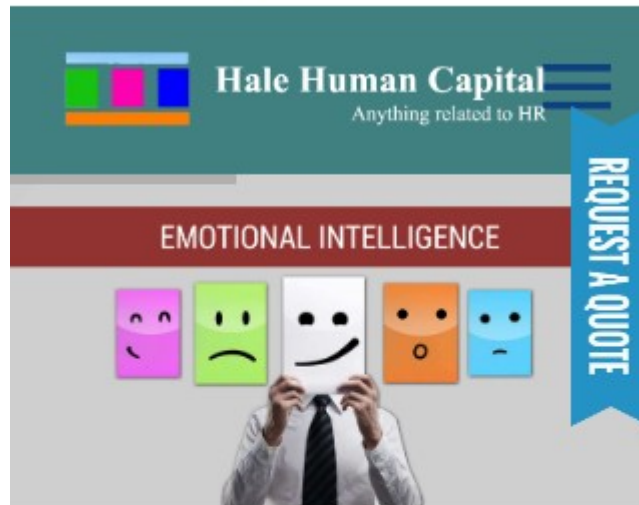 Hale Human Capital
Anything related to HR
REQUEST A QUOTE
EMOTIONAL INTELLIGENCE